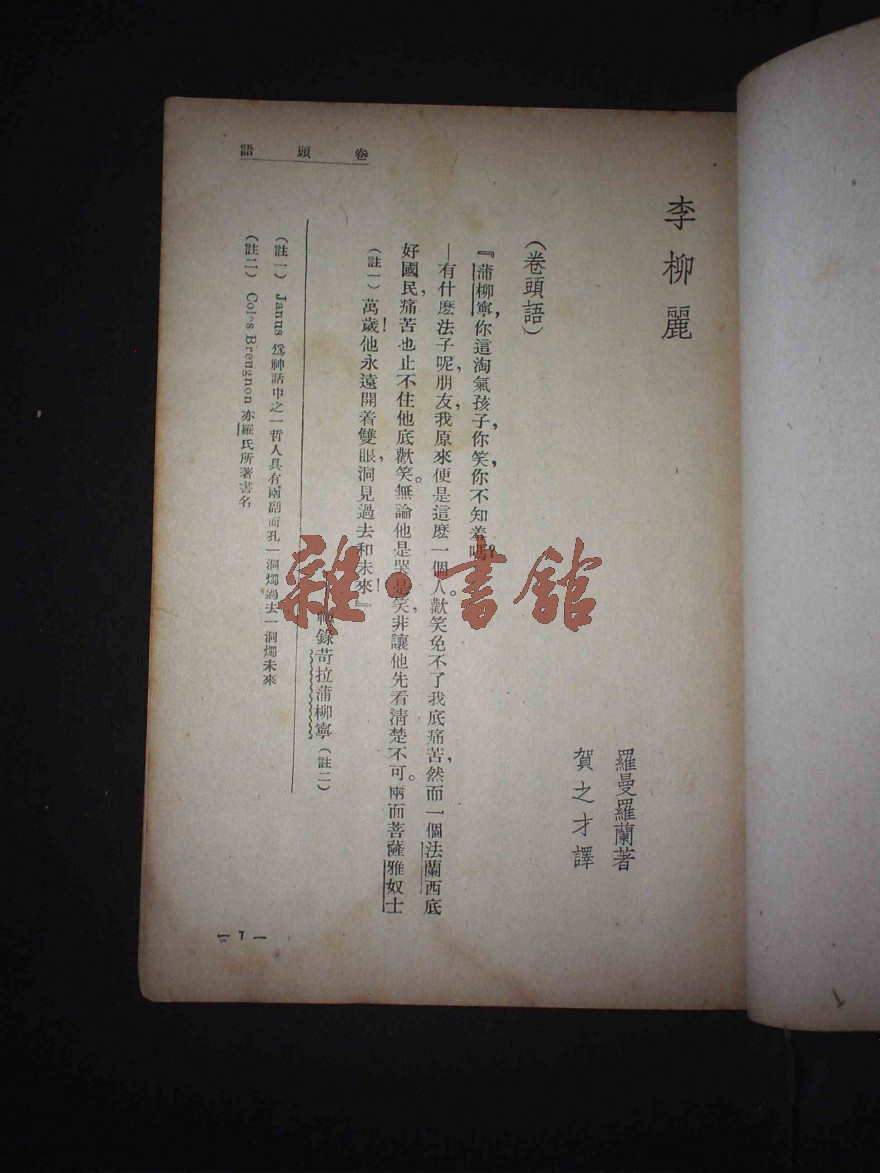 李柳麗
羅曼羅蘭著
賀之才譯
(卷頭語)
『蒲柳寧,你這淘氣孩子,你笑,你不知羞嗎?
—有什麼法子呢,朋友,我原來便是這麼一個人。歡笑免不了我底痛苦,然而一個法蘭西底
好國民,痛苦也止不住他底歡笑。無論他是哭是笑,非讓他先看清楚不可。兩面菩薩雅奴士
(註一)萬歲!他永遠開着雙眼,洞見過去和未來!』
錄苛拉蒲柳寧(註二)
(註一) Janus 爲神話中之一哲人具有兩副面孔一洞燭過去一洞燭未來
(註二) Colas Breugnon 亦羅氏所著書名
卷頭語
— 1 —
雜·書館